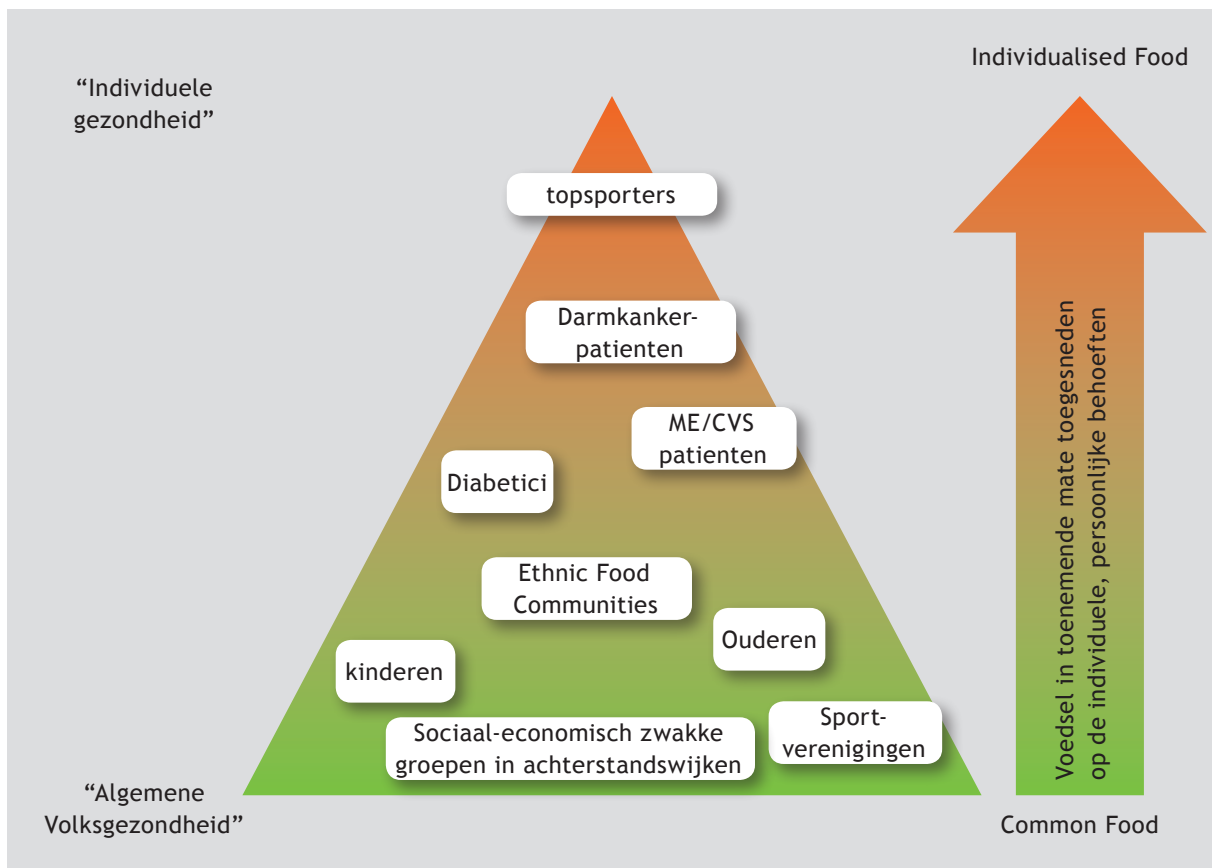 Individualised Food
“Individuele
gezondheid”
topsporters
Darmkanker-
patienten
ME/CVS
patienten
Diabetici
Ethnic Food
Communities
Ouderen
kinderen
Sport-
verenigingen
Sociaal-economisch zwakke
groepen in achterstandswijken
“Algemene
Volksgezondheid”
Common Food
Voedsel in toenemende mate toegesneden
op de individuele, persoonlijke behoeften